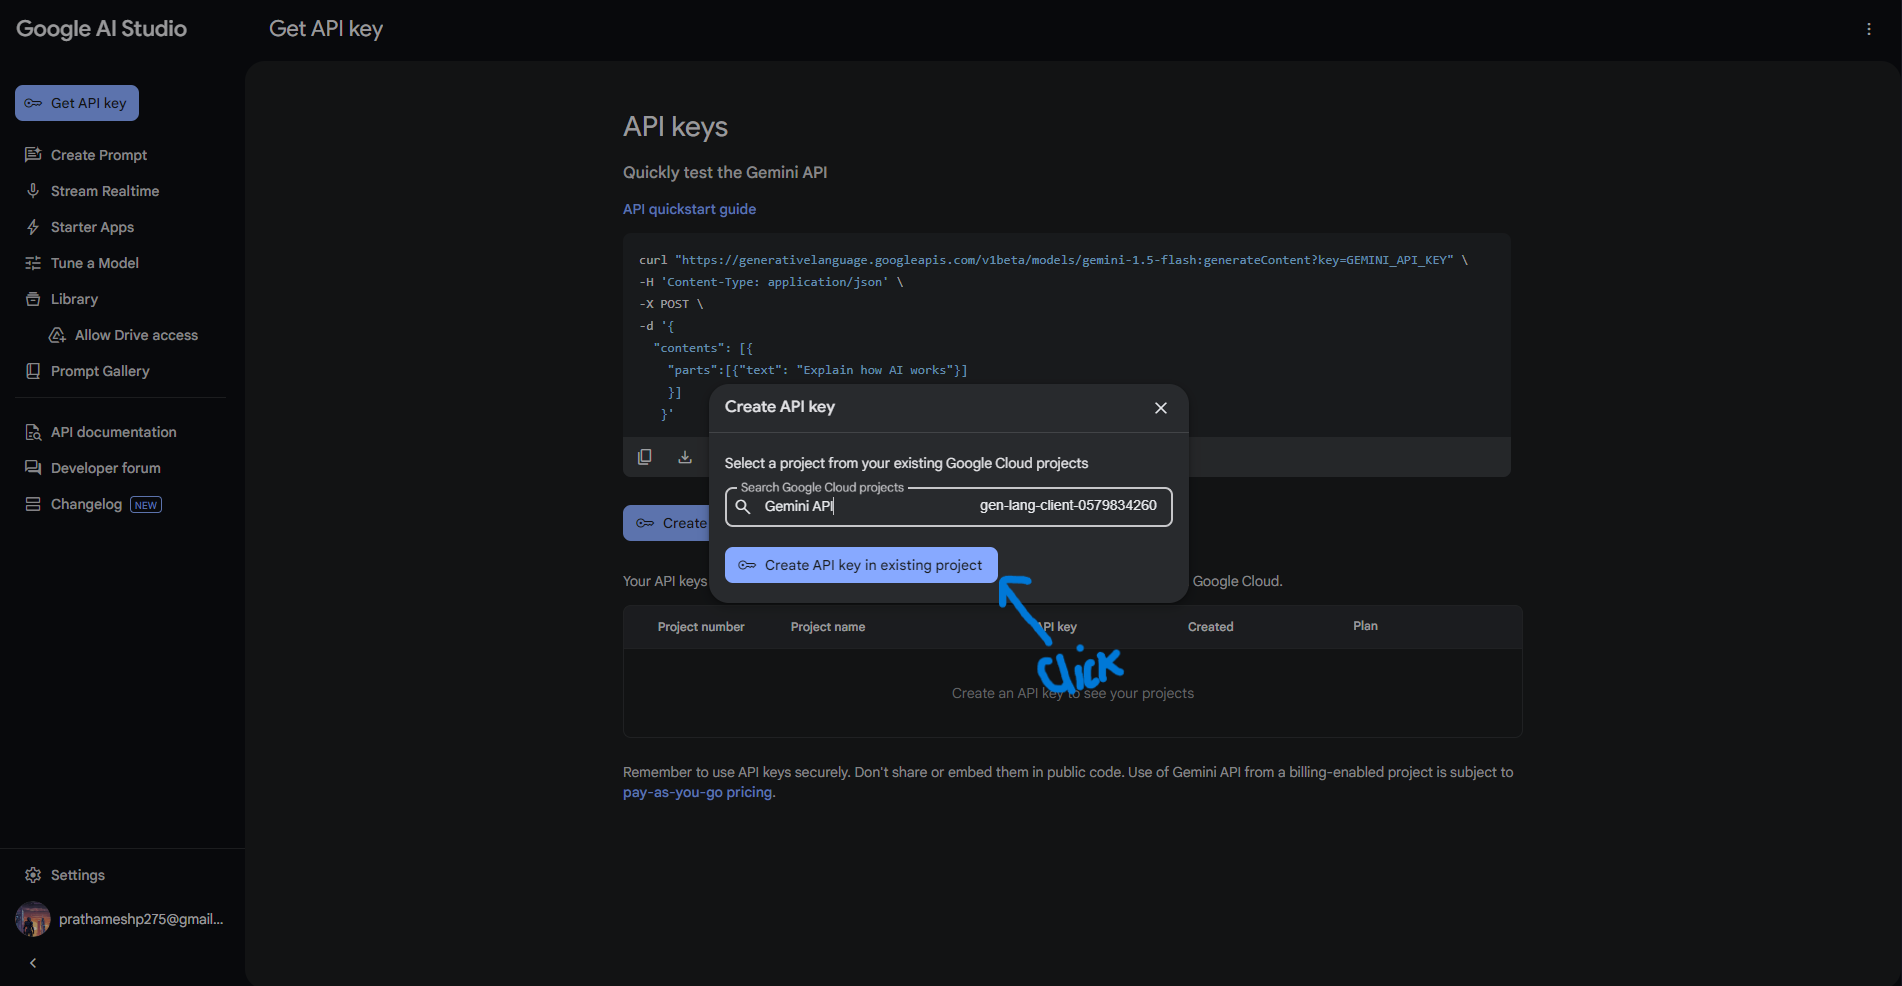 Google AI Studio
Get API key
Get API key
Create Prompt
Stream Realtime
Starter Apps
Tune a Model
Library
Allow Drive access
Prompt Gallery
API documentation
Developer forum
Changelog NEW
Settings
prathameshp275@gmail...
API keys
Quickly test the Gemini API
API quickstart guide
curl "https://generativelanguage.googleapis.com/v1beta/models/gemini-1.5-flash:generateContent?key=GEMINI_API_KEY" \
-H 'Content-Type: application/json' \
-X POST \
-d '{
"contents": [{
"parts":[{"text": "Explain how AI works"}]
}]
}'
Create API key
Select a project from your existing Google Cloud projects
Search Google Cloud projects
Gemini API gen-lang-client-0579834260
Create
Create API key in existing project
Your API keys Google Cloud.
Project number Project name API key Created Plan
Click
Create an API key to see your projects
Remember to use API keys securely. Don't share or embed them in public code. Use of Gemini API from a billing-enabled project is subject to
pay-as-you-go pricing.